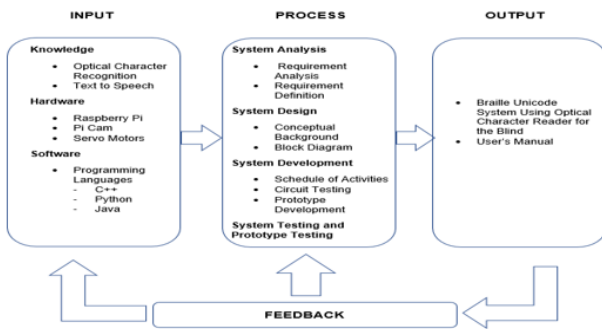 INPUT
Knowledge
• Optical Character
Recognition
• Text to Speech
Hardware
• Raspberry Pi
• Pi Cam
• Servo Motors
Software
• Programming
Languages
- C++
- Python
- Java
PROCESS
System Analysis
• Requirement
Analysis
• Requirement
Definition
System Design
• Conceptual
Background
• Block Diagram
System Development
• Schedule of Activities
• Circuit Testing
• Prototype
Development
System Testing and
Prototype Testing
OUTPUT
• Braille Unicode
System Using Optical
Character Reader for
the Blind
• User's Manual
FEEDBACK